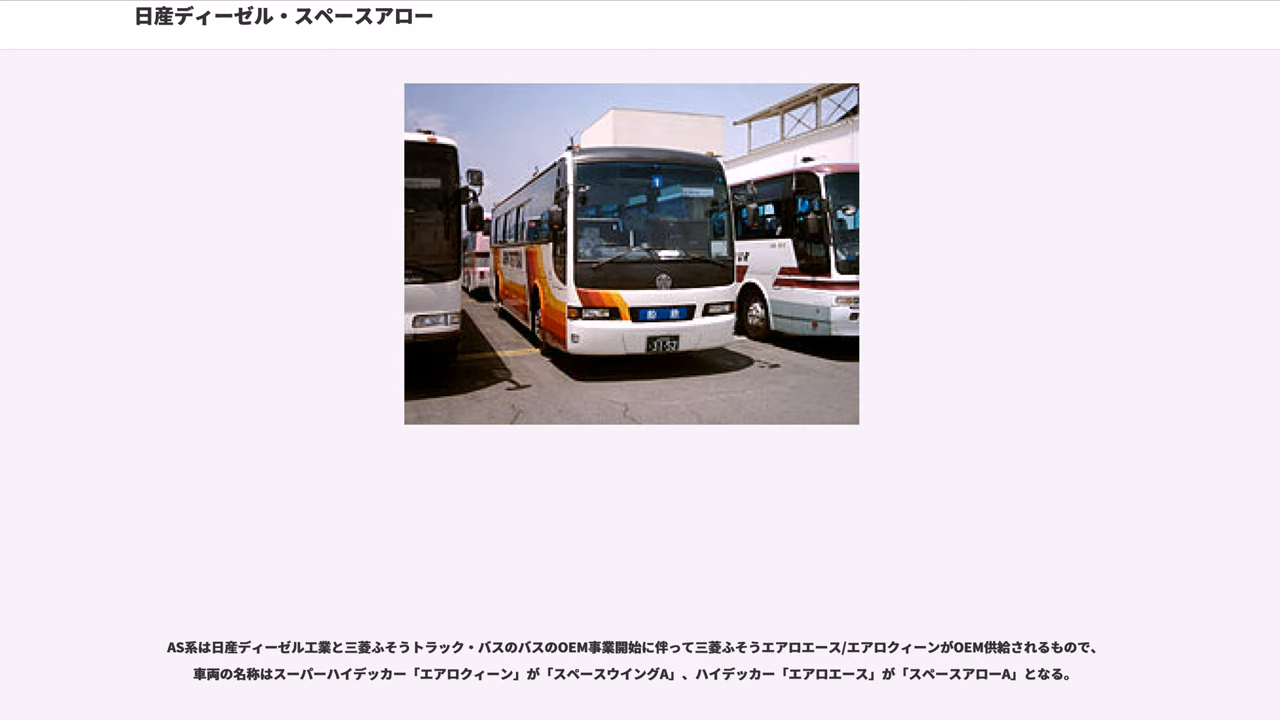 日産ディーゼル・スペースアロー
船 鉄
31-52
AS系は日産ディーゼル工業と三菱ふそうトラック・バスのバスのOEM事業開始に伴って三菱ふそうエアロエース/エアロクィーンがOEM供給されるもので、
車両の名称はスーパーハイデッカー「エアロクィーン」が「スペースウイングA」、ハイデッカー「エアロエース」が「スペースアローA」となる。